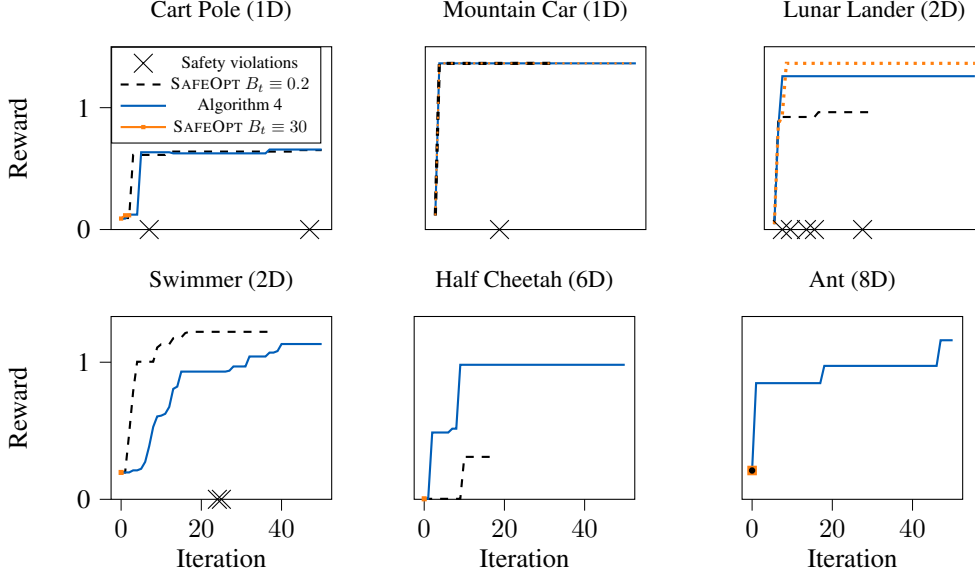 Cart Pole (1D)
Mountain Car (1D)
Lunar Lander (2D)
Safety violations
SAFEOPT B_t ≡ 0.2
Algorithm 4
SAFEOPT B_t ≡ 30
Reward
1
0
Swimmer (2D)
Half Cheetah (6D)
Ant (8D)
Reward
1
0
0 20 40
0 20 40
0 20 40
Iteration
Iteration
Iteration